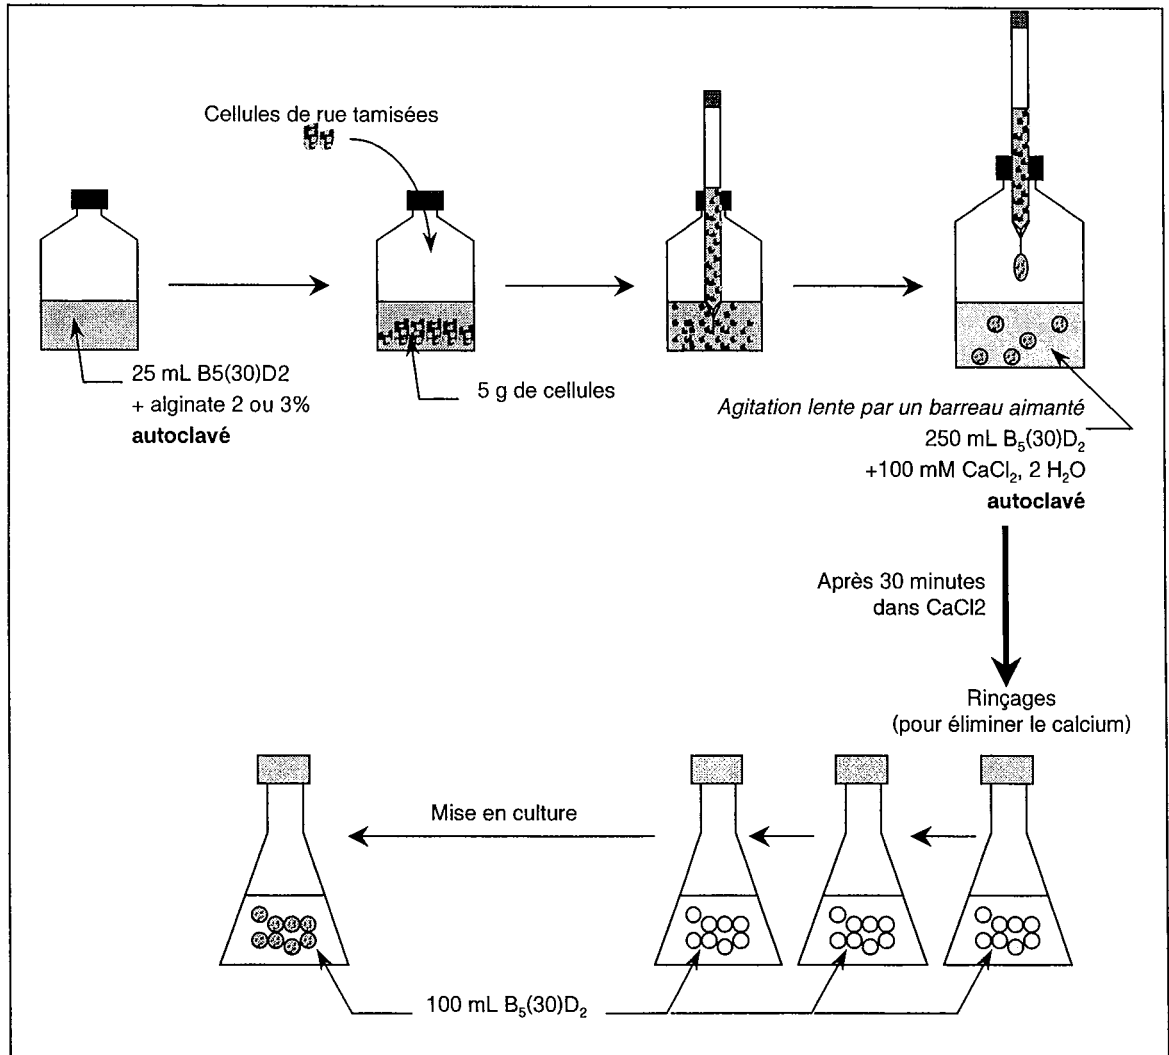 Cellules de rue tamisées
25 mL B5(30)D2
+ alginate 2 ou 3%
autoclavé
5 g de cellules
Agitation lente par un barreau aimanté
250 mL B₅(30)D₂
+100 mM CaCl₂, 2 H₂O
autoclavé
Après 30 minutes
dans CaCl2
Rinçages
(pour éliminer le calcium)
Mise en culture
100 mL B₅(30)D₂